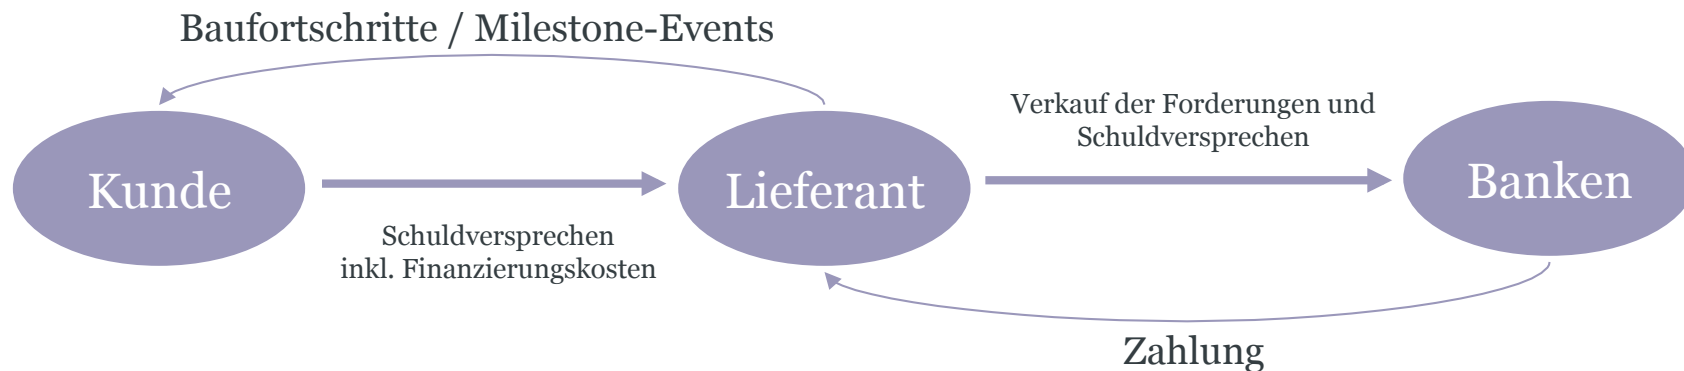 Baufortschritte / Milestone-Events
Verkauf der Forderungen und
Schuldversprechen
Kunde
Lieferant
Banken
Schuldversprechen
inkl. Finanzierungskosten
Zahlung